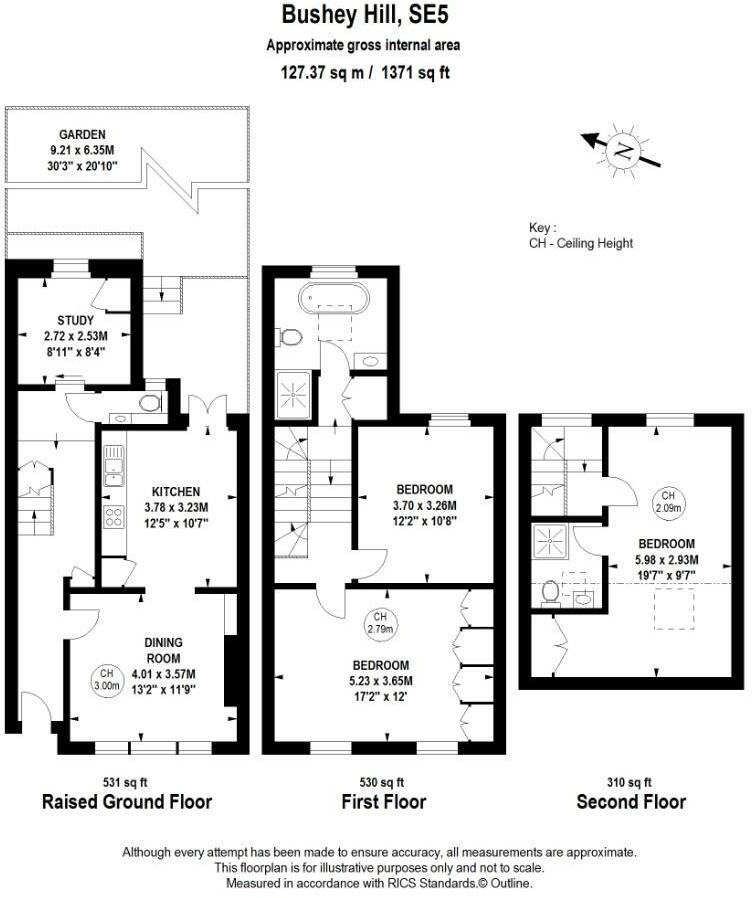 Bushey Hill, SE5
Approximate gross internal area
127.37 sq m / 1371 sq ft
GARDEN
9.21 x 6.35M
30'3" x 20'10"
N
Key :
CH - Ceiling Height
STUDY
2.72 x 2.53M
8'11" x 8'4"
KITCHEN
3.78 x 3.23M
12'5" x 10'7"
DINING
ROOM
4.01 x 3.57M
13'2" x 11'9"
CH
3.00m
BEDROOM
3.70 x 3.26M
12'2" x 10'8"
CH
2.79m
BEDROOM
5.23 x 3.65M
17'2" x 12'
CH
2.09m
BEDROOM
5.98 x 2.93M
19'7" x 9'7"
531 sq ft
Raised Ground Floor
530 sq ft
First Floor
310 sq ft
Second Floor
Although every attempt has been made to ensure accuracy, all measurements are approximate.
This floorplan is for illustrative purposes only and not to scale.
Measured in accordance with RICS Standards.© Outline.